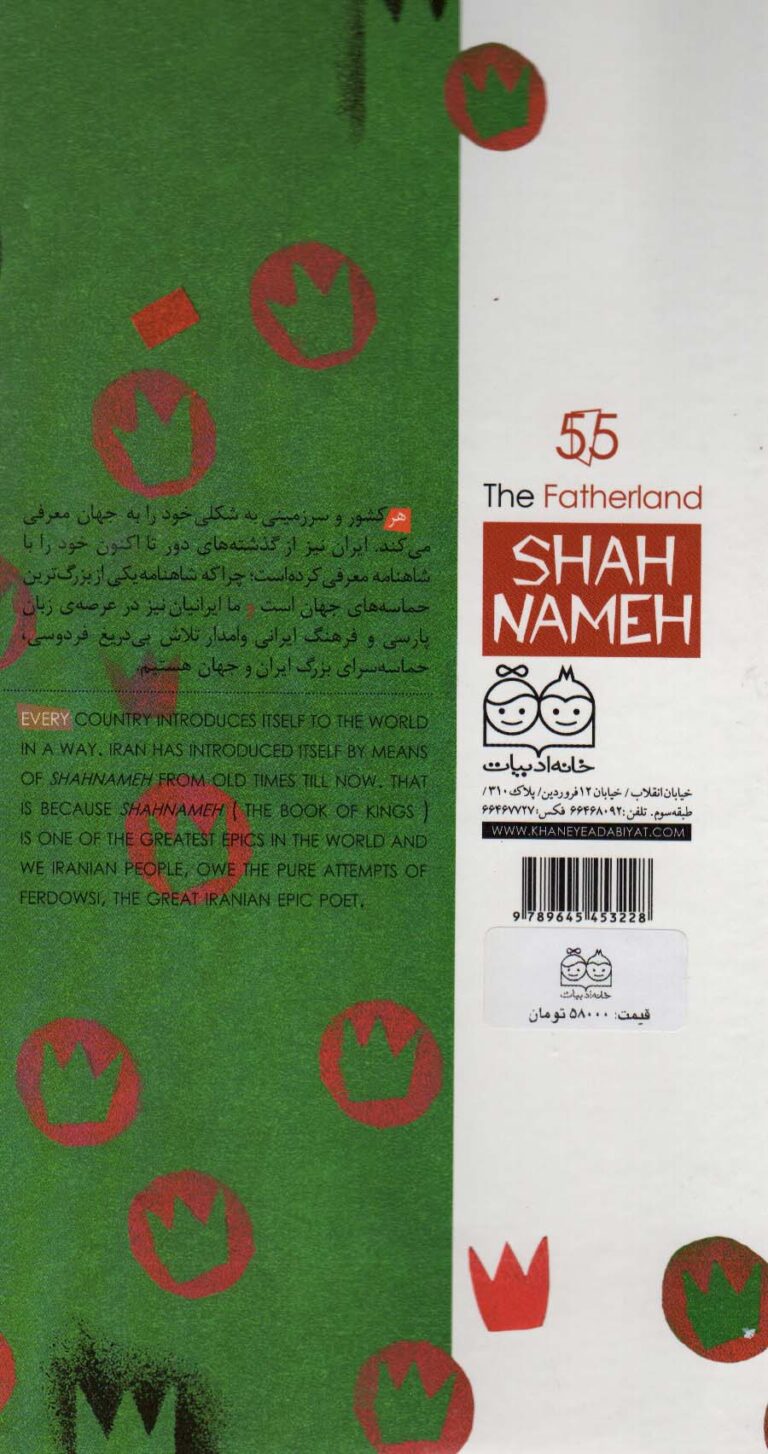 هر کشور و سرزمینی به شکلی خود را به جهان معرفی
می‌کند. ایران نیز از گذشته‌های دور تا اکنون خود را با
شاهنامه معرفی کرده‌است؛ چرا که شاهنامه یکی از بزرگ‌ترین
حماسه‌های جهان است و ما ایرانیان نیز در عرصه‌ی زبان
پارسی و فرهنگ ایرانی وامدار تلاش بی‌دریغ فردوسی،
حماسه‌سرای بزرگ ایران و جهان هستیم.
EVERY COUNTRY INTRODUCES ITSELF TO THE WORLD
IN A WAY. IRAN HAS INTRODUCED ITSELF BY MEANS
OF SHAHNAMEH FROM OLD TIMES TILL NOW. THAT
IS BECAUSE SHAHNAMEH ( THE BOOK OF KINGS )
IS ONE OF THE GREATEST EPICS IN THE WORLD AND
WE IRANIAN PEOPLE, OWE THE PURE ATTEMPTS OF
FERDOWSI, THE GREAT IRANIAN EPIC POET.
55
The Fatherland
SHAH
NAMEH
خانه ادبیات
خیابان انقلاب / خیابان ۱۲ فروردین / پلاک ۳۱۰ /
طبقه سوم. تلفن: ۶۶۴۶۸۰۹۲ فکس: ۶۶۴۶۷۷۲۷
WWW.KHANEYEADABIYAT.COM
9 789645 453228
خانه ادبیات
قیمت: ۵۸۰۰۰ تومان